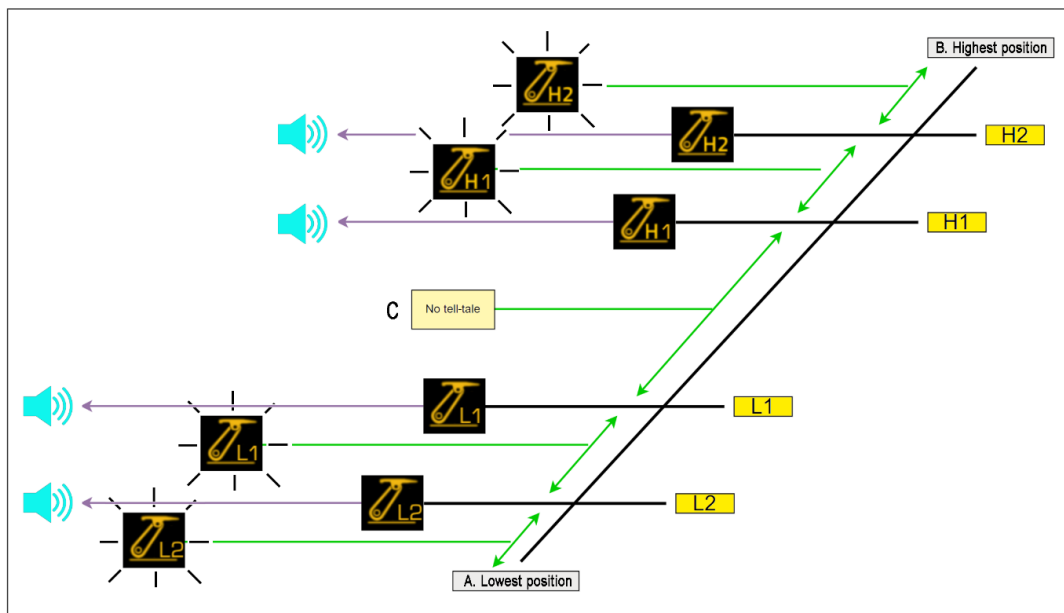 B. Highest position
H2
H2
H2
H1
H1
H1
C
No tell-tale
L1
L1
L1
L2
L2
L2
A. Lowest position